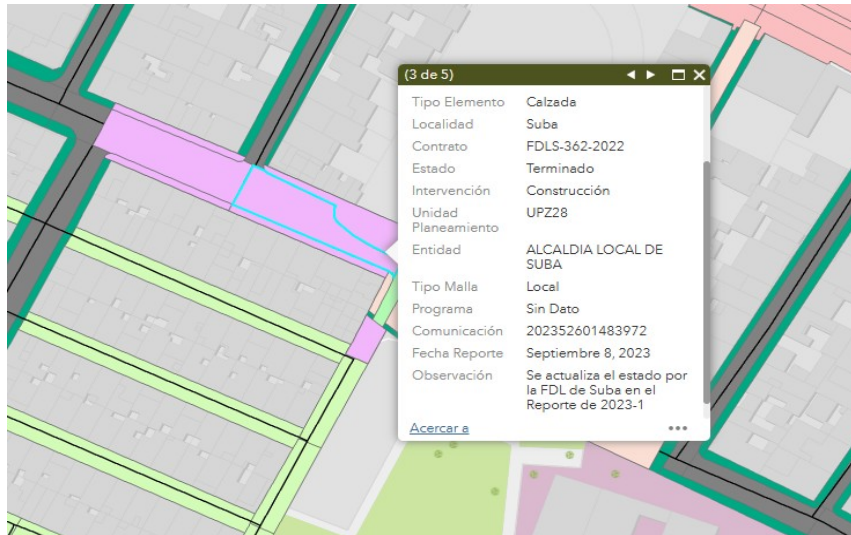 (3 de 5)
Tipo Elemento Calzada
Localidad Suba
Contrato FDLS-362-2022
Estado Terminado
Intervención Construcción
Unidad UPZ28
Planeamiento
Entidad ALCALDIA LOCAL DE
SUBA
Tipo Malla Local
Programa Sin Dato
Comunicación 202352601483972
Fecha Reporte Septiembre 8, 2023
Observación Se actualiza el estado por
la FDL de Suba en el
Reporte de 2023-1
Acercar a